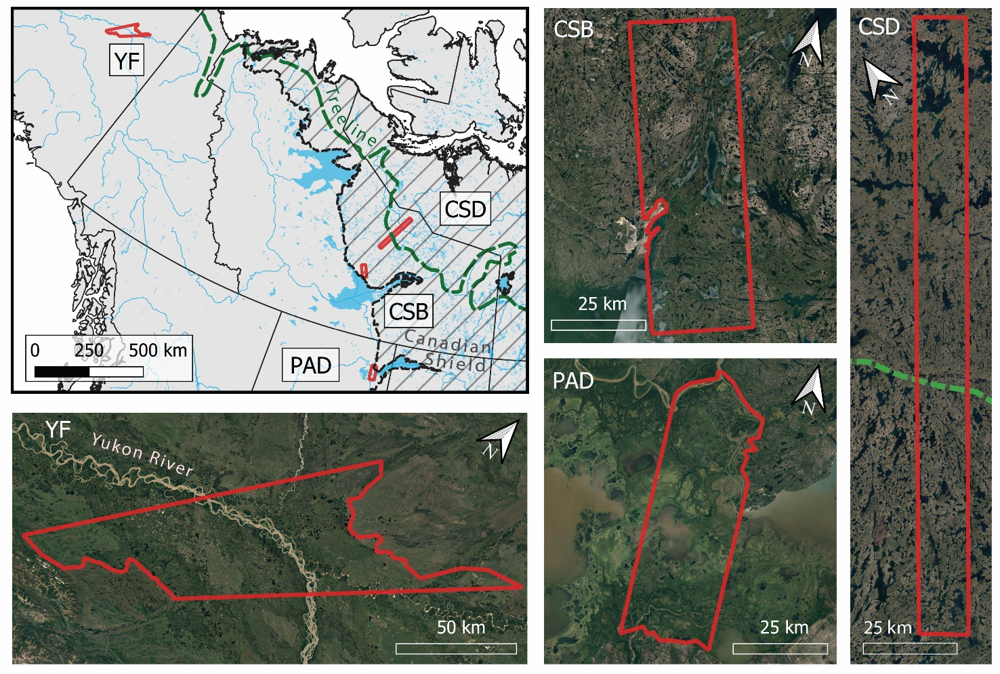 YF
Treeline
CSD
CSB
Canadian
Shield
PAD
0 250 500 km
CSB
N
25 km
CSD
N
25 km
YF
Yukon River
N
50 km
PAD
N
25 km